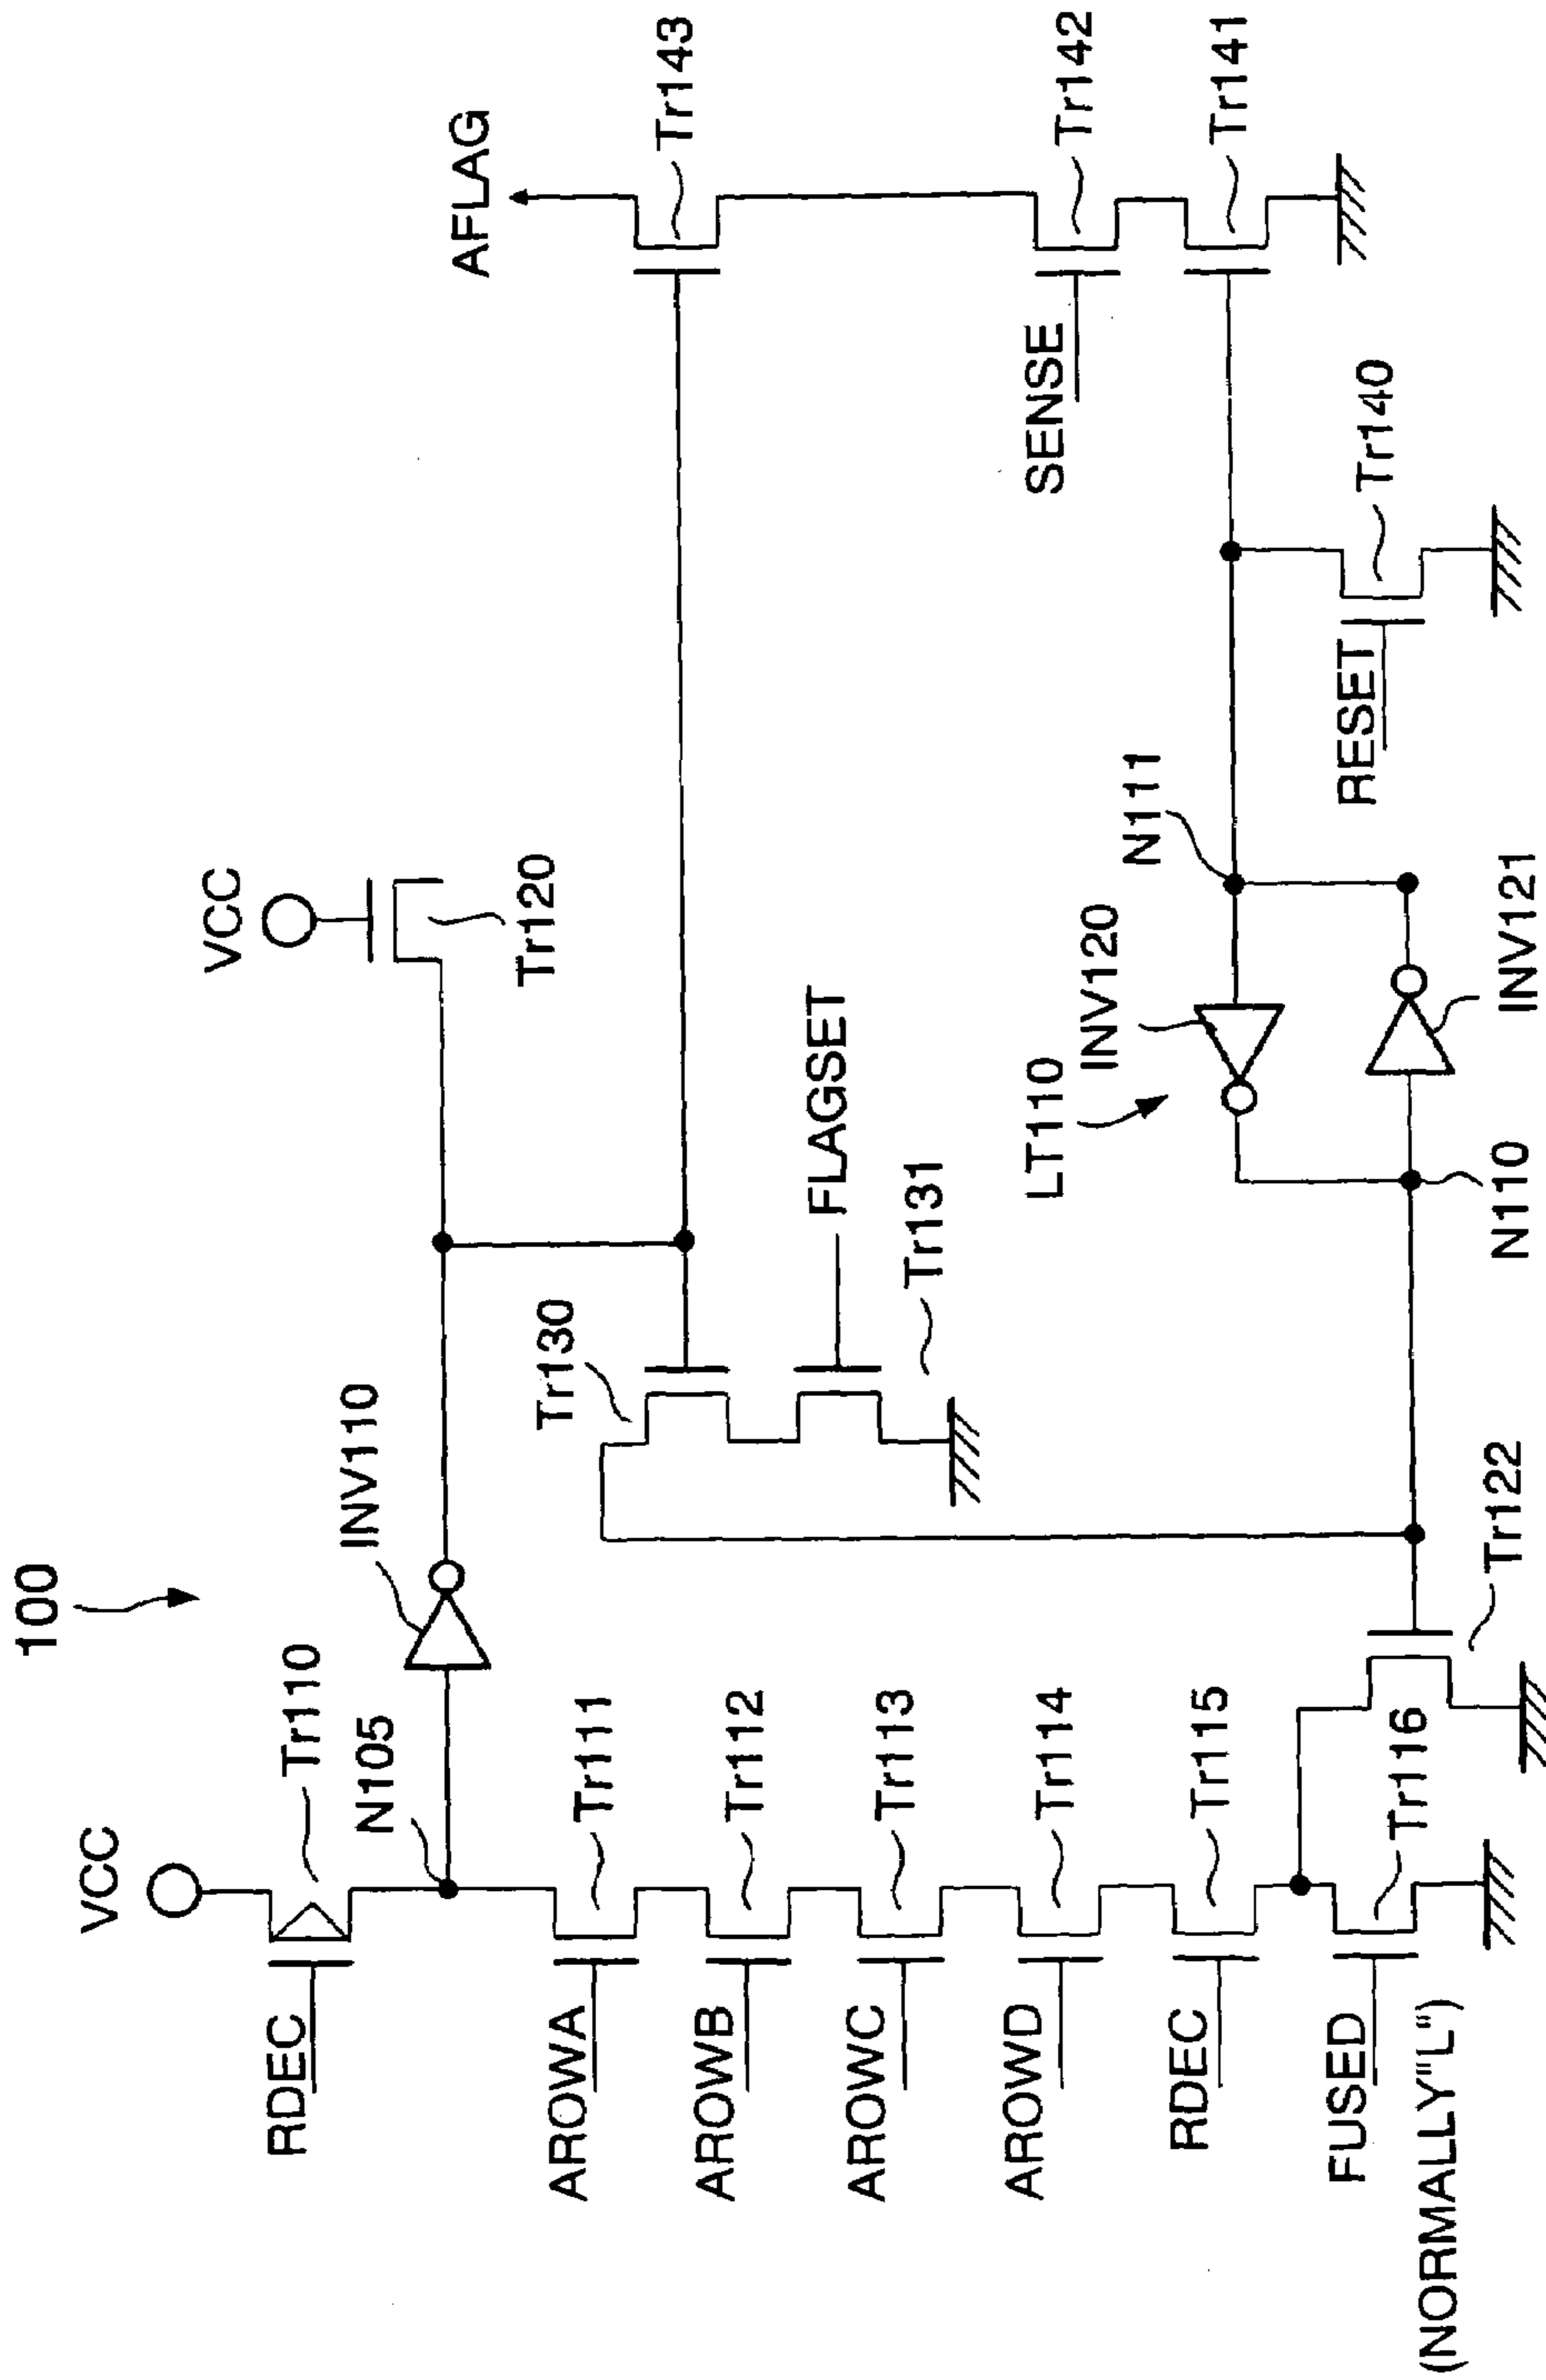 100
VCC
RDEC
Tr110
N105
INV110
VCC
Tr120
AFLAG
Tr143
AROWA
Tr111
Tr130
AROWB
Tr112
FLAGSET
AROWC
Tr113
Tr131
SENSE
Tr142
AROWD
Tr114
LT110
INV120
N111
RDEC
Tr115
Tr141
FUSED
(NORMALLY"L")
Tr116
RESET
Tr140
Tr122
N110
INV121